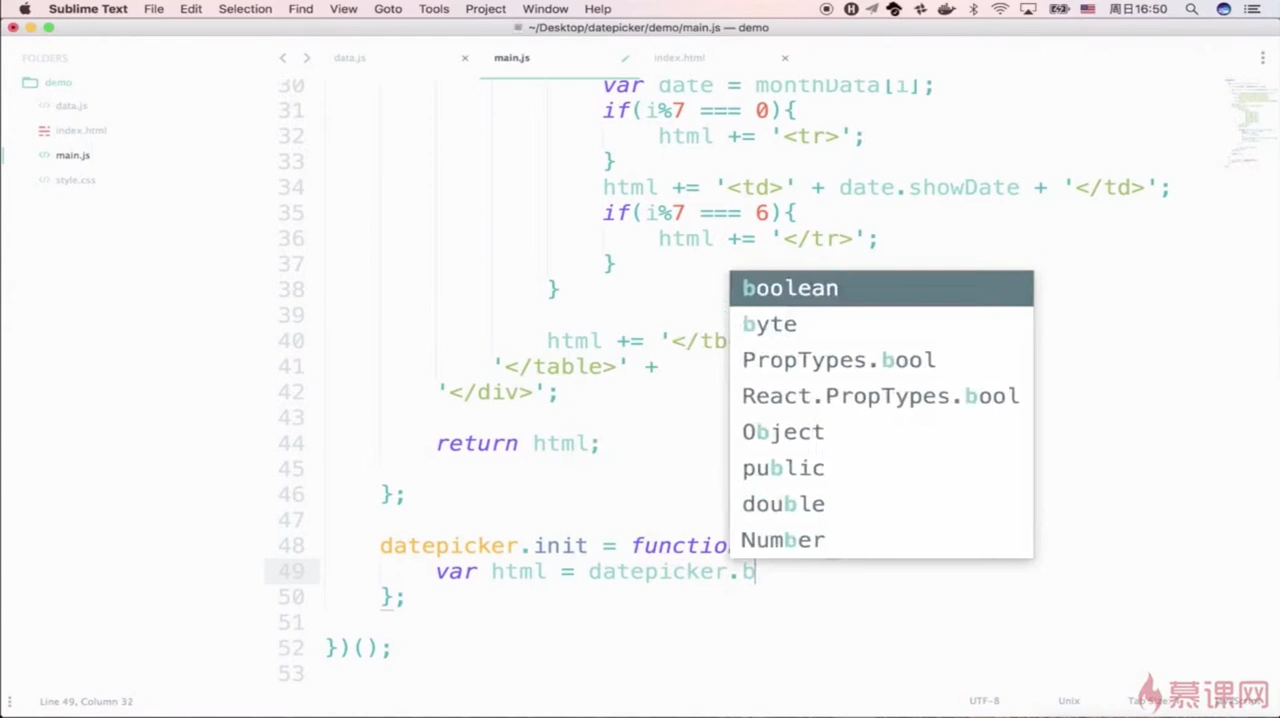 Sublime Text File Edit Selection Find View Goto Tools Project Window Help 周日16:50
~/Desktop/datepicker/demo/main.js — demo
FOLDERS
demo
data.js
index.html
main.js
style.css
data.js main.js index.html
30 var date = monthData[i];
31 if(i%7 === 0){
32 html += '<tr>';
33 }
34 html += '<td>' + date.showDate + '</td>';
35 if(i%7 === 6){
36 html += '</tr>';
37 }
38 }
39
40 html += '</tb
41 '</table>' +
42 '</div>';
43
44 return html;
45
46 };
47
48 datepicker.init = functio
49 var html = datepicker.b
50 };
51
52 })();
53
boolean
byte
PropTypes.bool
React.PropTypes.bool
Object
public
double
Number
Line 49, Column 32 UTF-8 Unix
慕课网